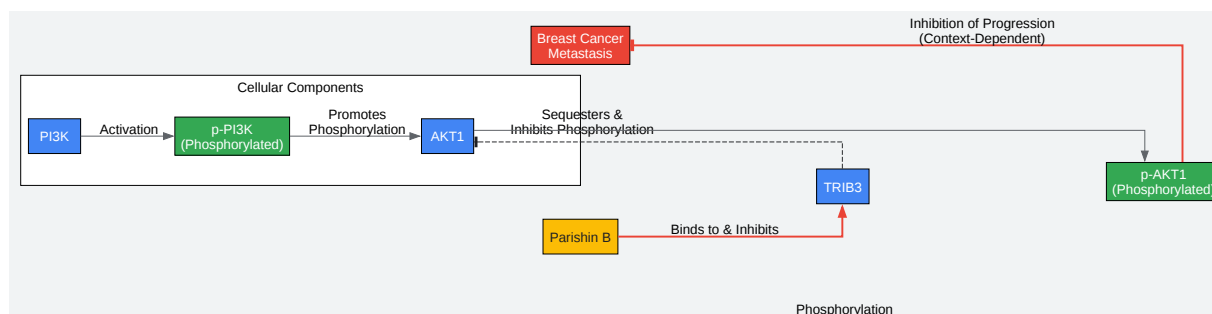 Inhibition of Progression
(Context-Dependent)
Breast Cancer
Metastasis
Cellular Components
PI3K
Activation
p-PI3K
(Phosphorylated)
Promotes
Phosphorylation
AKT1
Sequesters &
Inhibits Phosphorylation
TRIB3
p-AKT1
(Phosphorylated)
Parishin B
Binds to & Inhibits
Phosphorylation